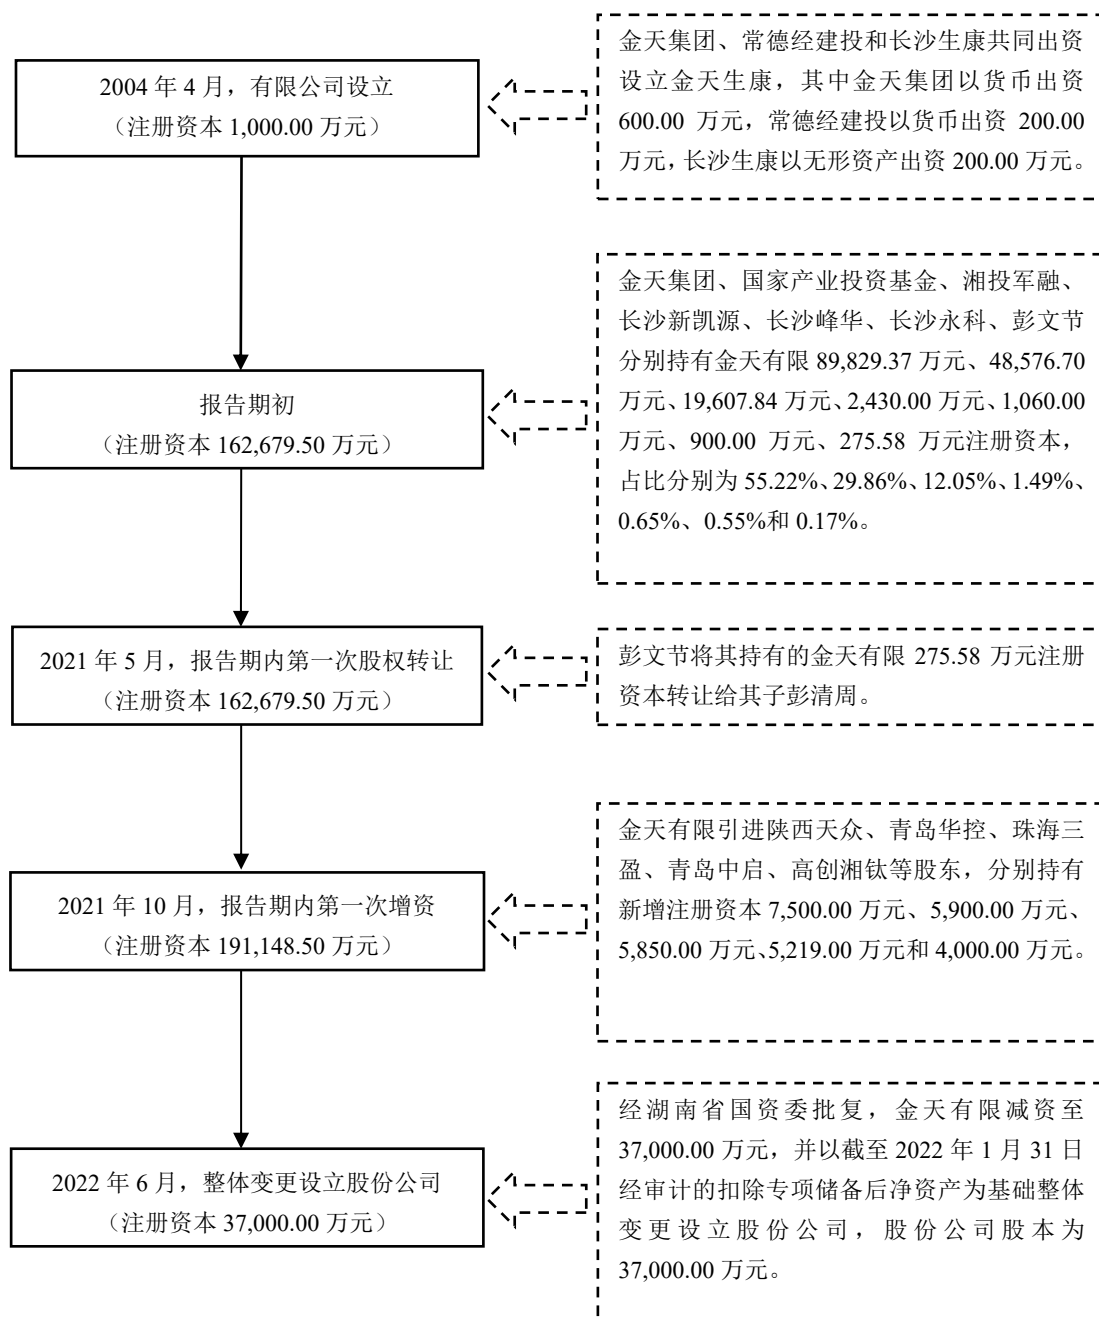 2004 年 4 月，有限公司设立
（注册资本 1,000.00 万元）
金天集团、常德经建投和长沙生康共同出资
设立金天生康，其中金天集团以货币出资
600.00 万元，常德经建投以货币出资 200.00
万元，长沙生康以无形资产出资 200.00 万元。
报告期初
（注册资本 162,679.50 万元）
金天集团、国家产业投资基金、湘投军融、
长沙新凯源、长沙峰华、长沙永科、彭文节
分别持有金天有限 89,829.37 万元、48,576.70
万元、19,607.84 万元、2,430.00 万元、1,060.00
万元、900.00 万元、275.58 万元注册资本，
占比分别为 55.22%、29.86%、12.05%、1.49%、
0.65%、0.55%和 0.17%。
2021 年 5 月，报告期内第一次股权转让
（注册资本 162,679.50 万元）
彭文节将其持有的金天有限 275.58 万元注册
资本转让给其子彭清周。
2021 年 10 月，报告期内第一次增资
（注册资本 191,148.50 万元）
金天有限引进陕西天众、青岛华控、珠海三
盈、青岛中启、高创湘钛等股东，分别持有
新增注册资本 7,500.00 万元、5,900.00 万元、
5,850.00 万元、5,219.00 万元和 4,000.00 万元。
2022 年 6 月，整体变更设立股份公司
（注册资本 37,000.00 万元）
经湖南省国资委批复，金天有限减资至
37,000.00 万元，并以截至 2022 年 1 月 31 日
经审计的扣除专项储备后净资产为基础整体
变更设立股份公司，股份公司股本为
37,000.00 万元。